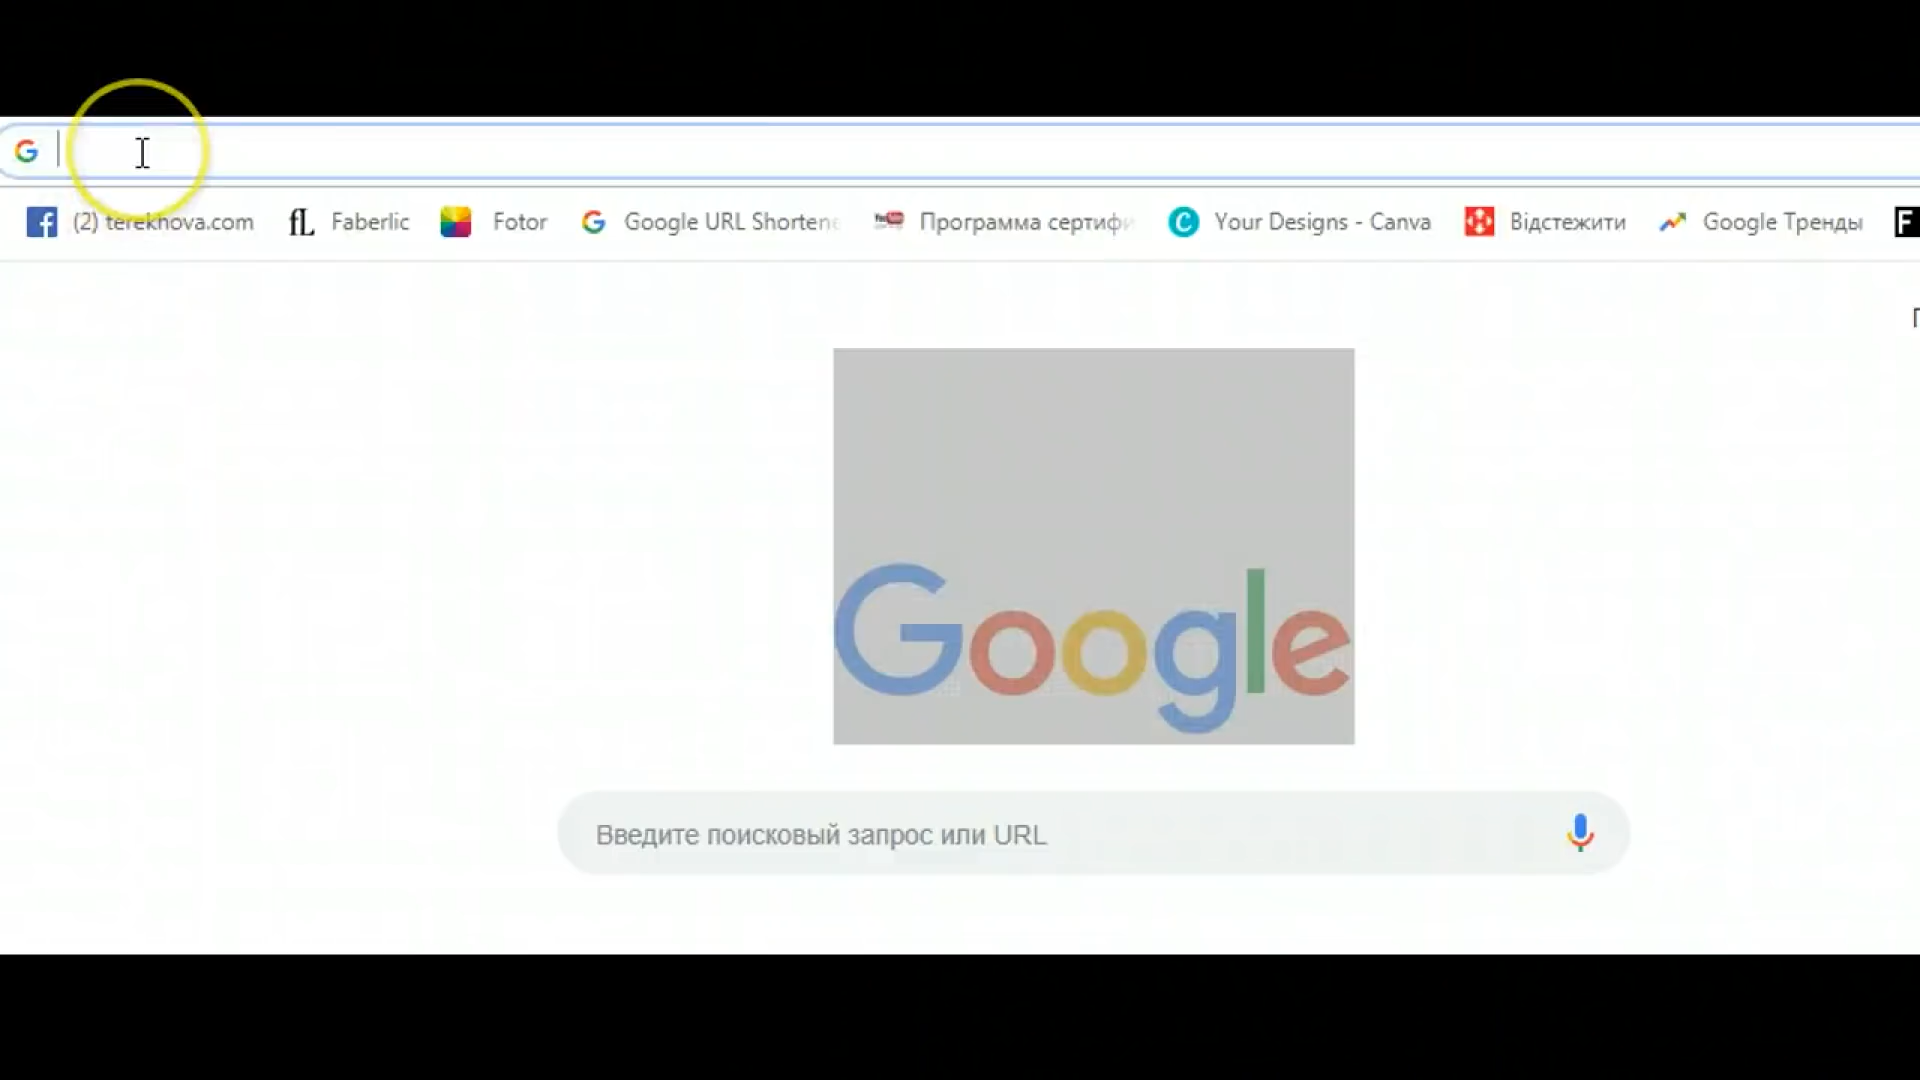 (2) terekhova.com Faberlic Fotor Google URL Shortene Программа сертифи Your Designs - Canva Відстежити Google Тренды
Google
Введите поисковый запрос или URL